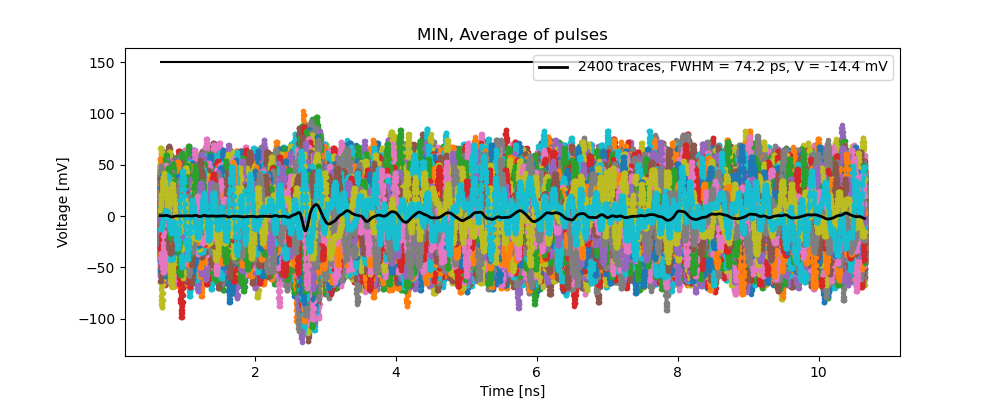 MIN, Average of pulses
2400 traces, FWHM = 74.2 ps, V = -14.4 mV
Voltage [mV]
150
100
50
0
−50
−100
2 4 6 8 10
Time [ns]